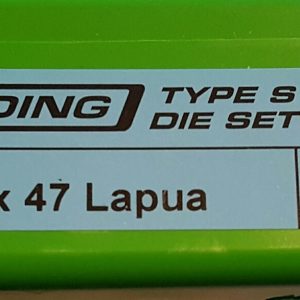 DING TYPE S
DIE SET
x 47 Lapua